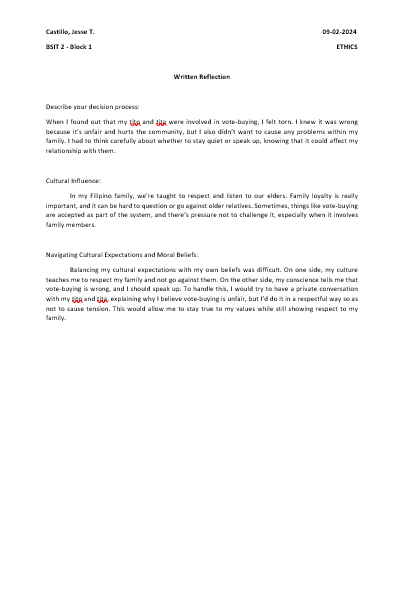 Castillo, Jesse T. 09-02-2024
BSIT 2 - Block 1 ETHICS
Written Reflection
Describe your decision process:
When I found out that my tito and tita were involved in vote-buying, I felt torn. I knew it was wrong
because it's unfair and hurts the community, but I also didn't want to cause any problems within my
family. I had to think carefully about whether to stay quiet or speak up, knowing that it could affect my
relationship with them.
Cultural Influence:
In my Filipino family, we're taught to respect and listen to our elders. Family loyalty is really
important, and it can be hard to question or go against older relatives. Sometimes, things like vote-buying
are accepted as part of the system, and there's pressure not to challenge it, especially when it involves
family members.
Navigating Cultural Expectations and Moral Beliefs:
Balancing my cultural expectations with my own beliefs was difficult. On one side, my culture
teaches me to respect my family and not go against them. On the other side, my conscience tells me that
vote-buying is wrong, and I should speak up. To handle this, I would try to have a private conversation
with my tito and tita, explaining why I believe vote-buying is unfair, but I'd do it in a respectful way so as
not to cause tension. This would allow me to stay true to my values while still showing respect to my
family.